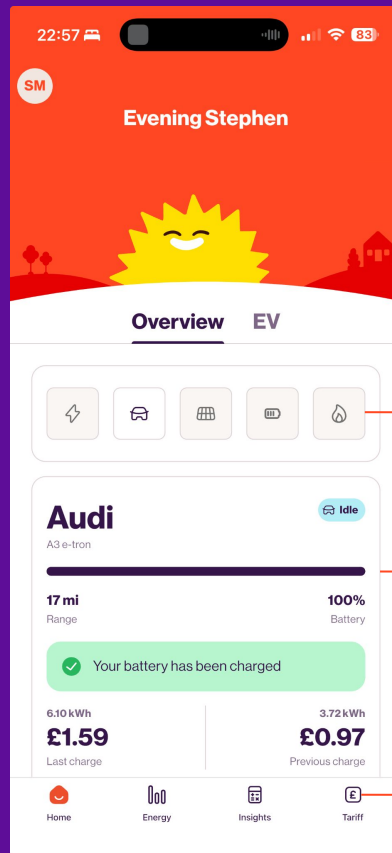 22:57
83
SM
Evening Stephen
Overview EV
Audi
Idle
A3 e-tron
17 mi 100%
Range Battery
Your battery has been charged
6.10 kWh 3.72 kWh
£1.59 £0.97
Last charge Previous charge
£
Home Energy Insights Tariff